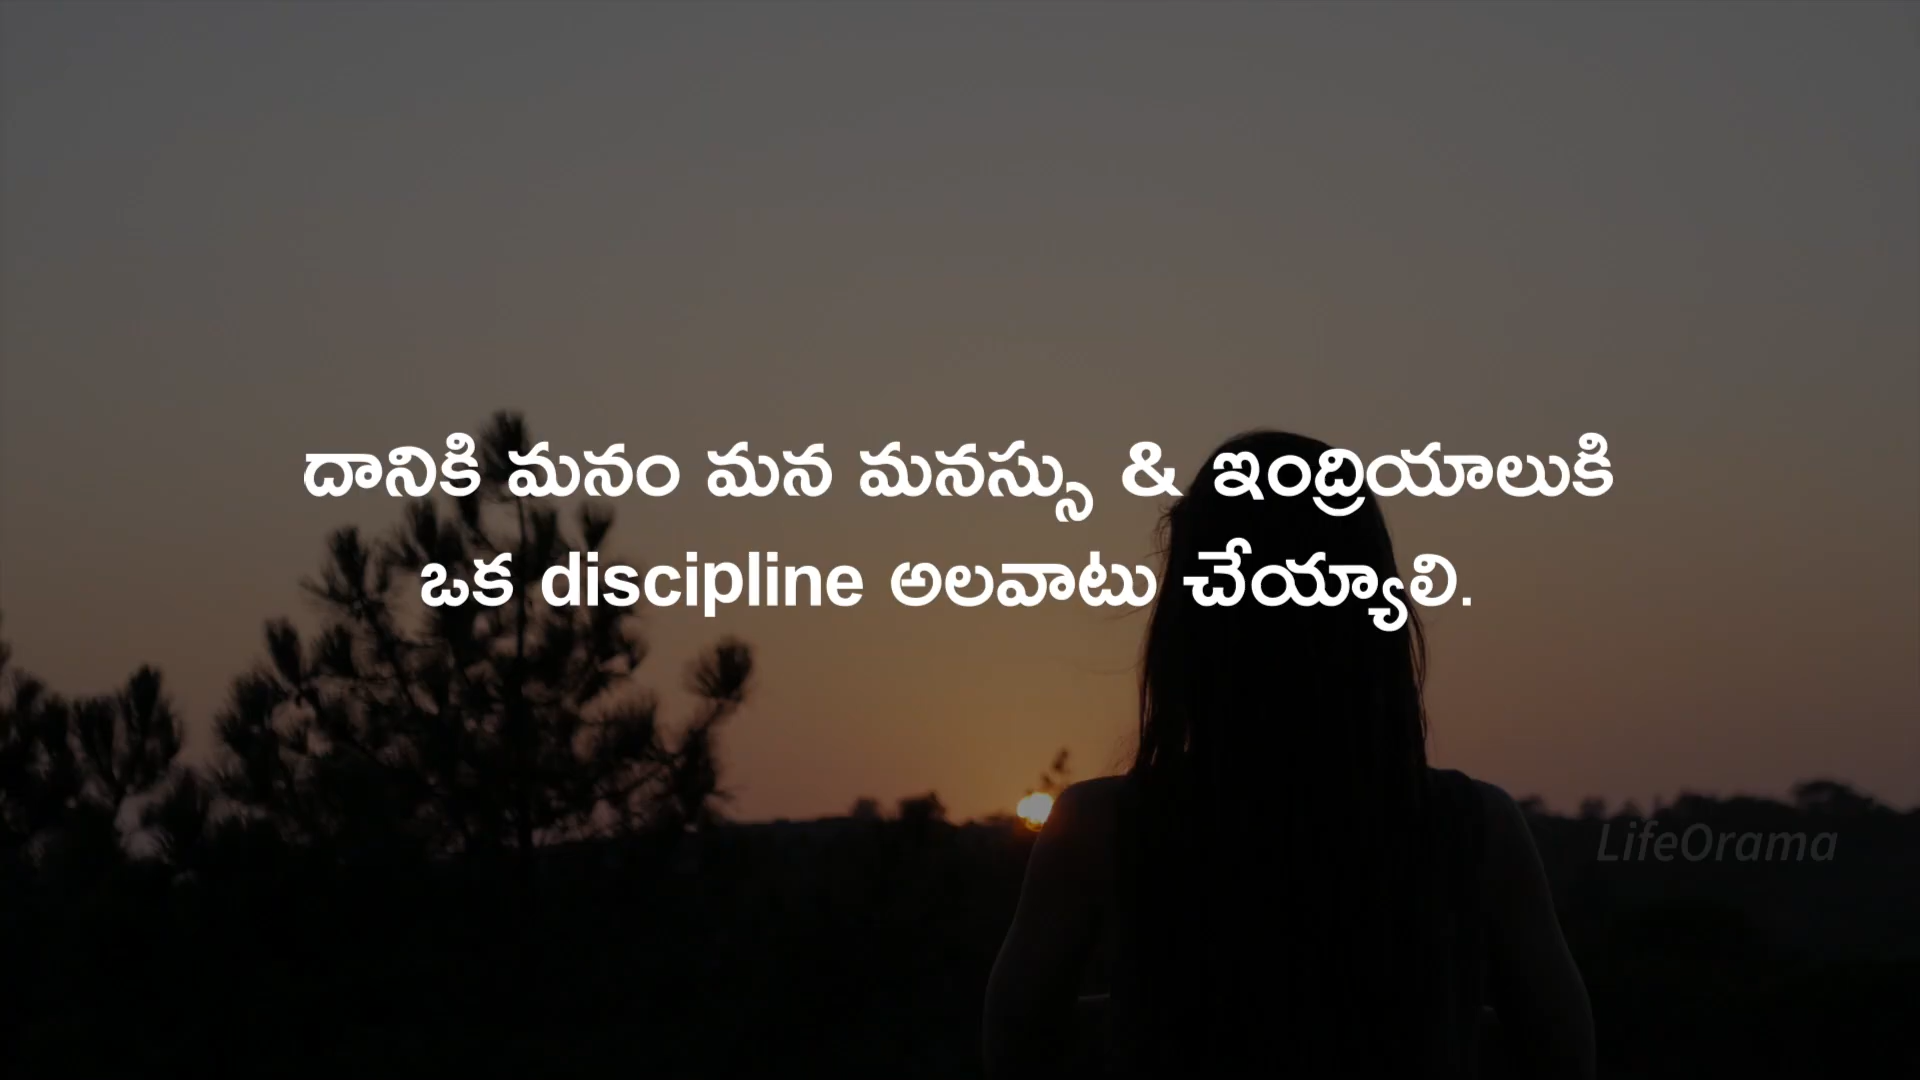 దానికి మనం మన మనస్సు & ఇంద్రియాలుకి
ఒక discipline అలవాటు చేయ్యాలి.
LifeOrama